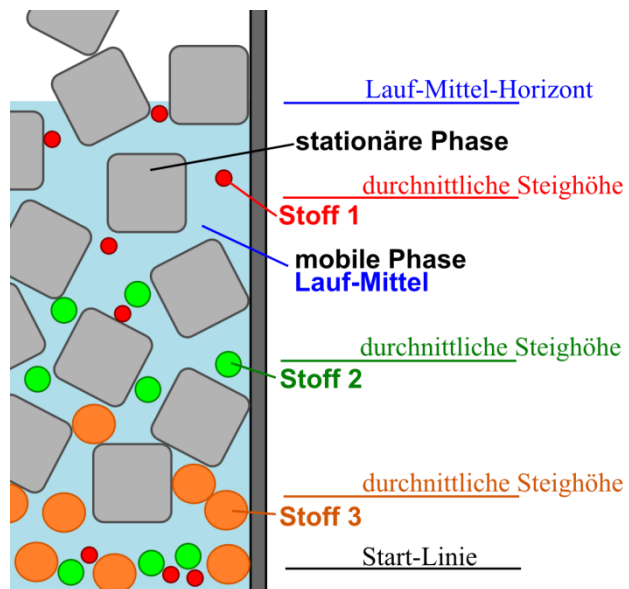 Lauf-Mittel-Horizont
stationäre Phase
durchnittliche Steighöhe
Stoff 1
mobile Phase
Lauf-Mittel
durchnittliche Steighöhe
Stoff 2
durchnittliche Steighöhe
Stoff 3
Start-Linie